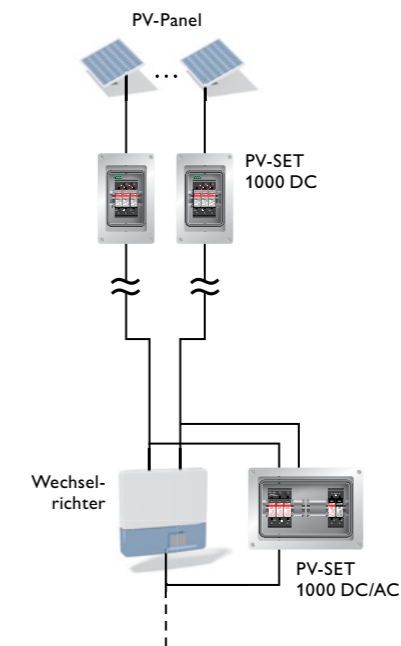 PV-Panel
...
PV-SET
1000 DC
Wechsel-
richter
PV-SET
1000 DC/AC